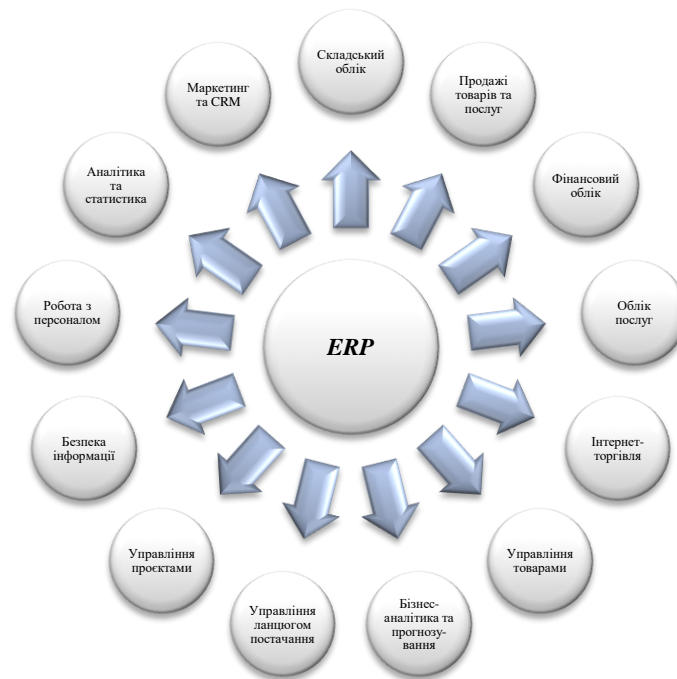 Складський
облік
Продажі
товарів та
послуг
Фінансовий
облік
Облік
послуг
Інтернет-
торгівля
Управління
товарами
Бізнес-
аналітика та
прогнозу-
вання
Управління
ланцюгом
постачання
Управління
проєктами
Безпека
інформації
Робота з
персоналом
Аналітика
та
статистика
Маркетинг
та CRM
ERP